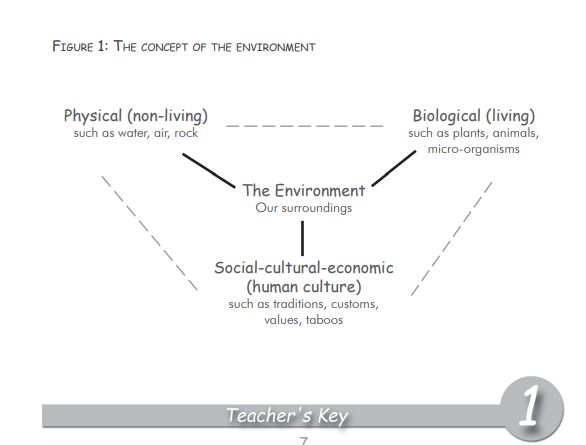 FIGURE 1: THE CONCEPT OF THE ENVIRONMENT
Physical (non-living)
such as water, air, rock
Biological (living)
such as plants, animals,
micro-organisms
The Environment
Our surroundings
Social-cultural-economic
(human culture)
such as traditions, customs,
values, taboos
Teacher's Key
1
7